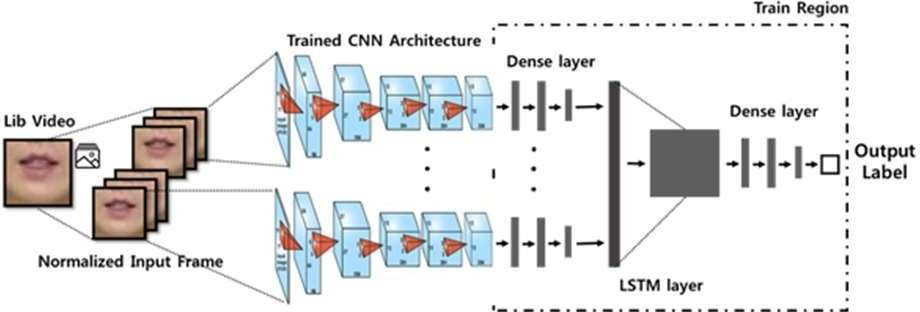 Train Region
Trained CNN Architecture
Dense layer
Lib Video
Dense layer
Output
Label
Normalized Input Frame
LSTM layer